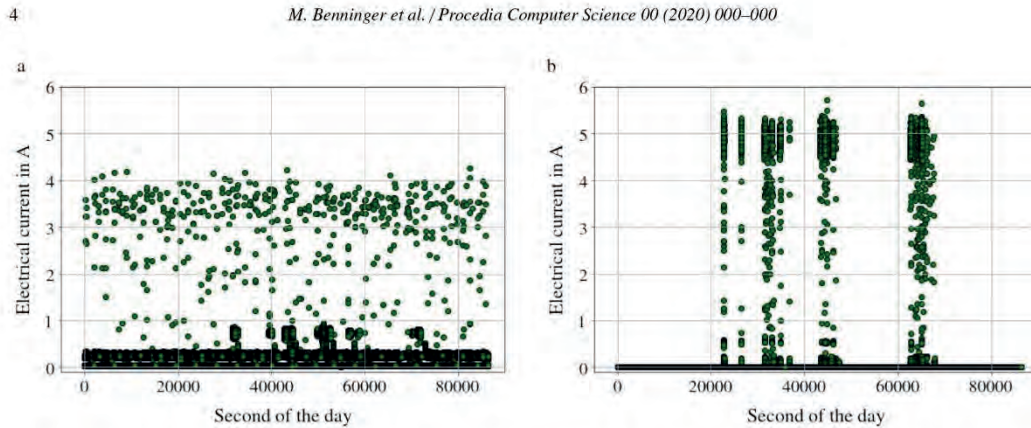 4 M. Benninger et al. / Procedia Computer Science 00 (2020) 000–000
a b
6 6
5 5
4 4
3 3
2 2
1 1
0 0
0 20000 40000 60000 80000 0 20000 40000 60000 80000
Second of the day Second of the day
Electrical current in A Electrical current in A